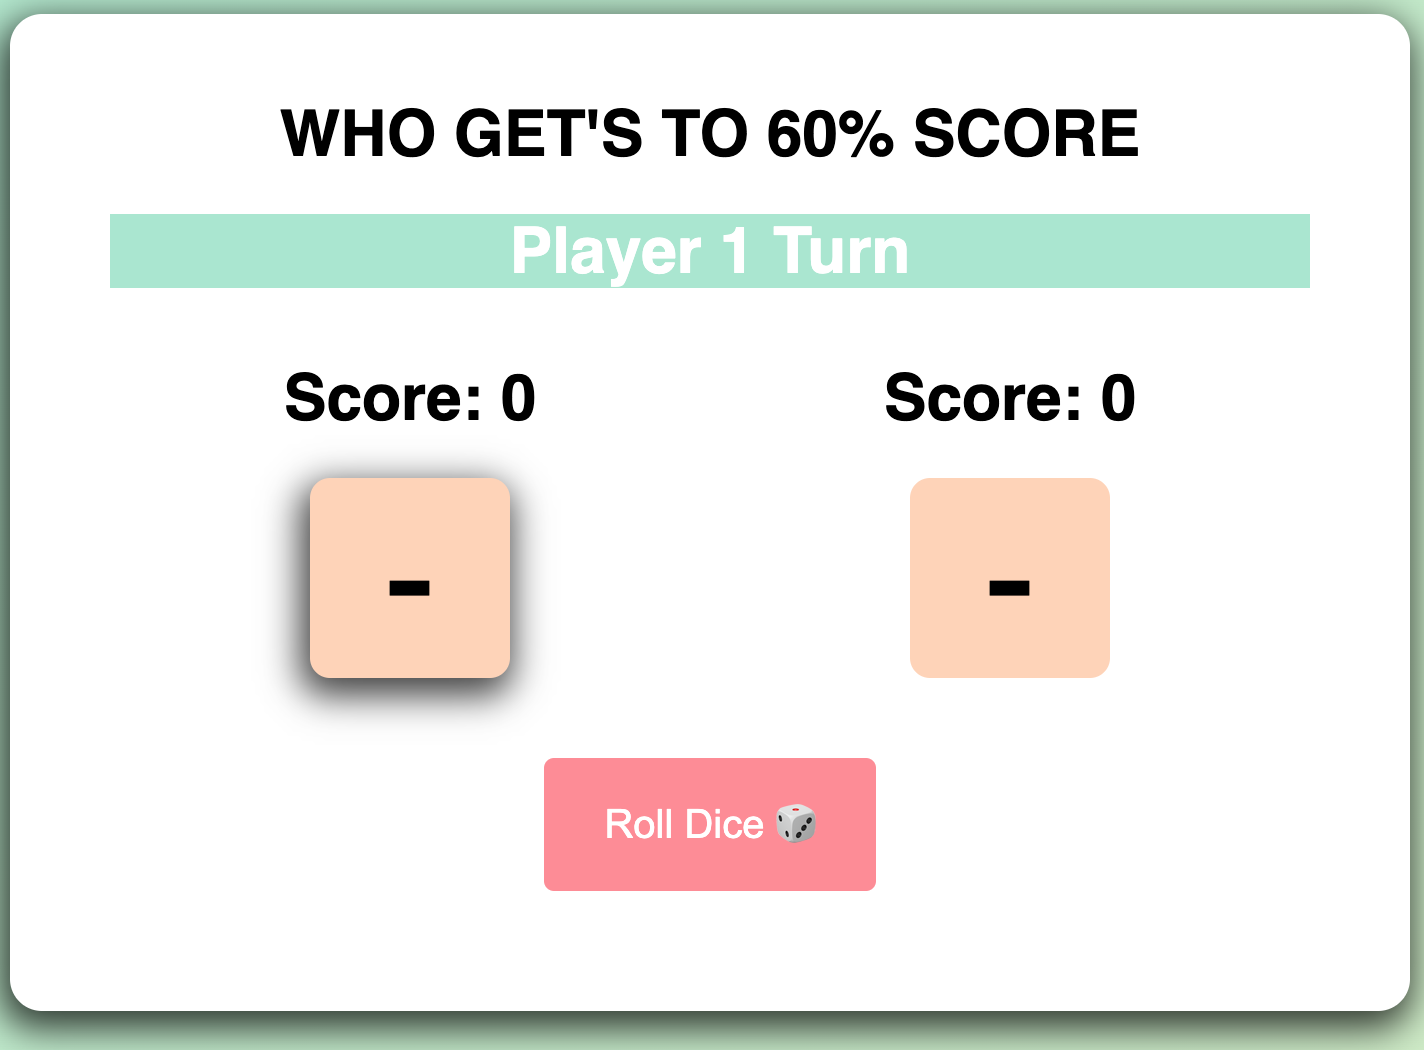 WHO GET'S TO 60% SCORE
Player 1 Turn
Score: 0
Score: 0
-
-
Roll Dice 🎲